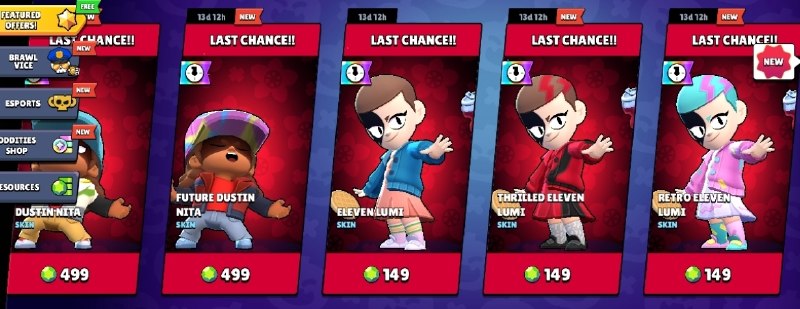 FEATURED
OFFERS!
FREE
BRAWL
VICE
NEW
ESPORTS
NEW
ODDITIES
SHOP
NEW
RESOURCES
LAST CHANCE!!
DUSTIN NITA
SKIN
499
13d 12h
NEW
LAST CHANCE!!
FUTURE DUSTIN
NITA
SKIN
499
13d 12h
LAST CHANCE!!
ELEVEN LUMI
SKIN
149
13d 12h
NEW
LAST CHANCE!!
THRILLED ELEVEN
LUMI
SKIN
149
13d 12h
NEW
LAST CHANCE!!
RETRO ELEVEN
LUMI
SKIN
149
NEW